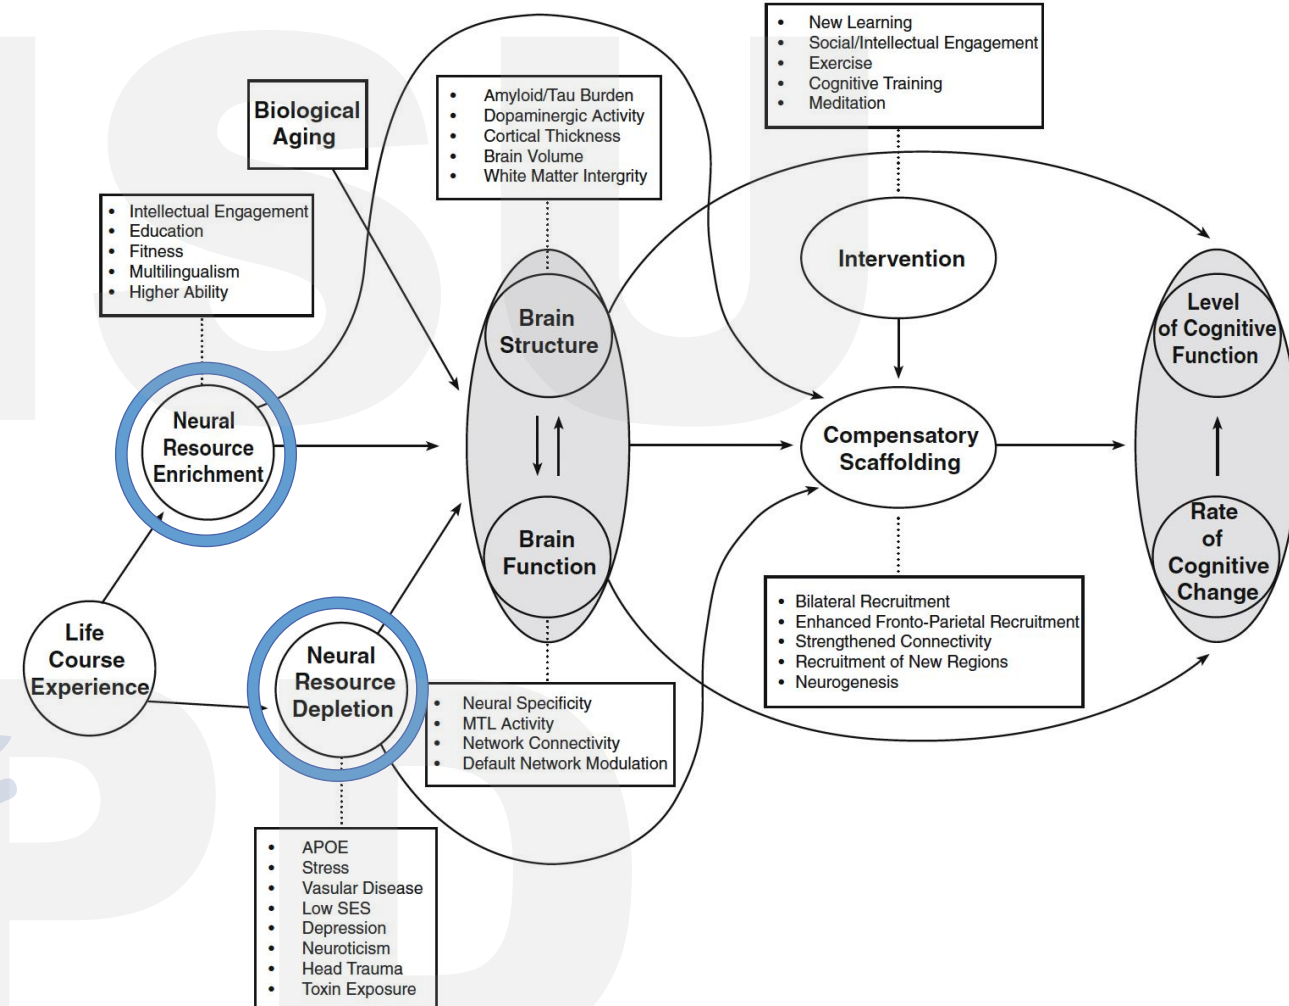 New Learning
Social/Intellectual Engagement
Exercise
Cognitive Training
Meditation
Biological
Aging
Amyloid/Tau Burden
Dopaminergic Activity
Cortical Thickness
Brain Volume
White Matter Intergrity
Intellectual Engagement
Education
Fitness
Multilingualism
Higher Ability
Intervention
Brain
Structure
Level
of Cognitive
Function
Neural
Resource
Enrichment
Compensatory
Scaffolding
Brain
Function
Rate
of
Cognitive
Change
Life
Course
Experience
Neural
Resource
Depletion
Bilateral Recruitment
Enhanced Fronto-Parietal Recruitment
Strengthened Connectivity
Recruitment of New Regions
Neurogenesis
Neural Specificity
MTL Activity
Network Connectivity
Default Network Modulation
APOE
Stress
Vasular Disease
Low SES
Depression
Neuroticism
Head Trauma
Toxin Exposure